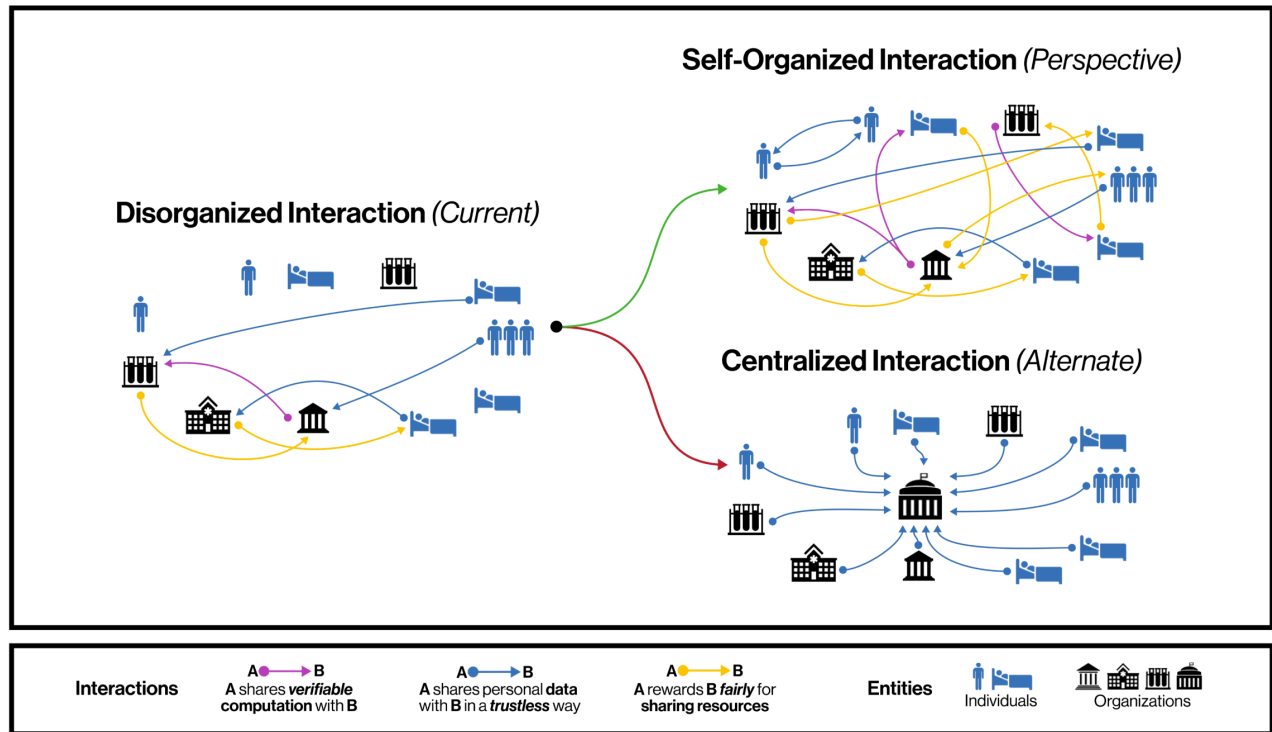 Self-Organized Interaction (Perspective)
Disorganized Interaction (Current)
Centralized Interaction (Alternate)
Interactions
A B
A shares verifiable
computation with B
A B
A shares personal data
with B in a trustless way
A B
A rewards B fairly for
sharing resources
Entities
Individuals
Organizations